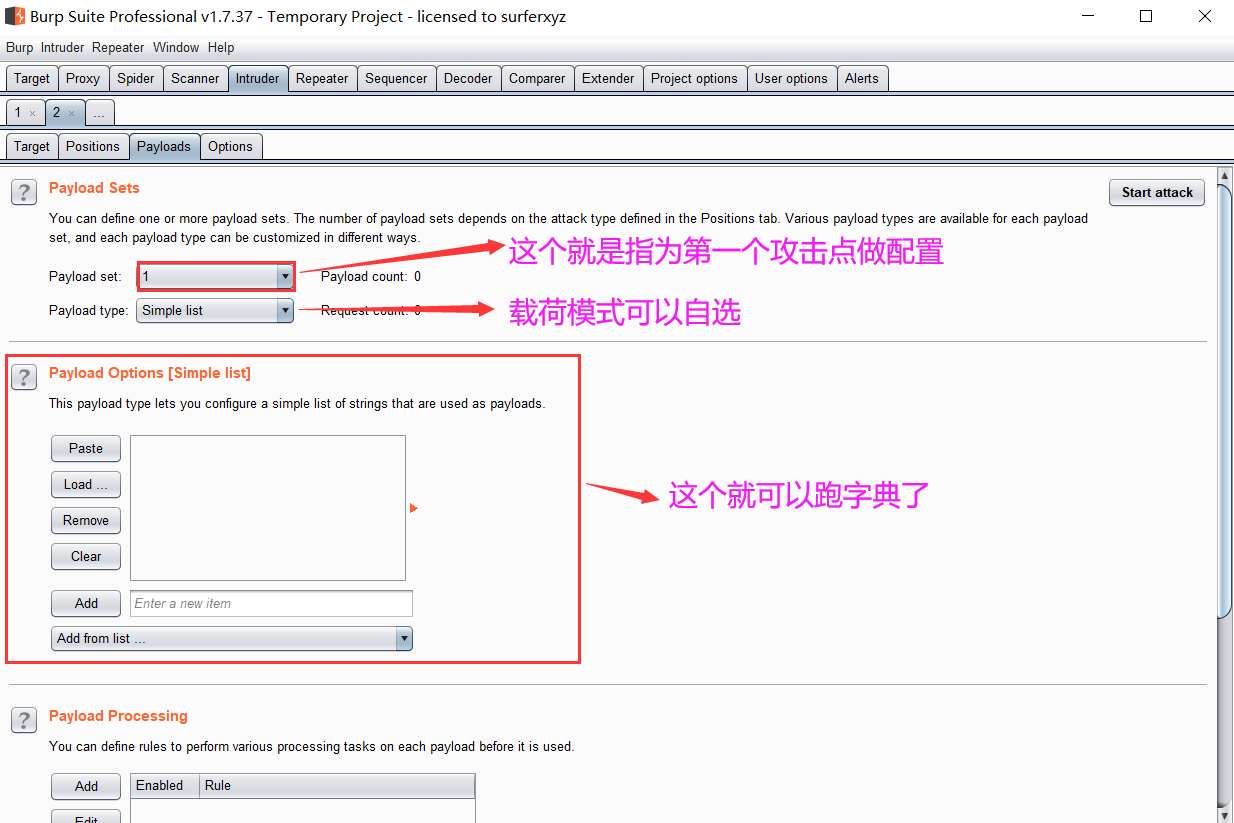 Burp Suite Professional v1.7.37 - Temporary Project - licensed to surferxyz
Burp Intruder Repeater Window Help
Target Proxy Spider Scanner Intruder Repeater Sequencer Decoder Comparer Extender Project options User options Alerts
1 × 2 × ...
Target Positions Payloads Options
? Payload Sets
Start attack
You can define one or more payload sets. The number of payload sets depends on the attack type defined in the Positions tab. Various payload types are available for each payload
set, and each payload type can be customized in different ways.
这个就是指为第一个攻击点做配置
Payload set: 1 Payload count: 0
Payload type: Simple list Request count: 0
载荷模式可以自选
? Payload Options [Simple list]
This payload type lets you configure a simple list of strings that are used as payloads.
Paste
Load ...
这个就可以跑字典了
Remove
Clear
Add Enter a new item
Add from list ...
? Payload Processing
You can define rules to perform various processing tasks on each payload before it is used.
Add Enabled Rule
Edit